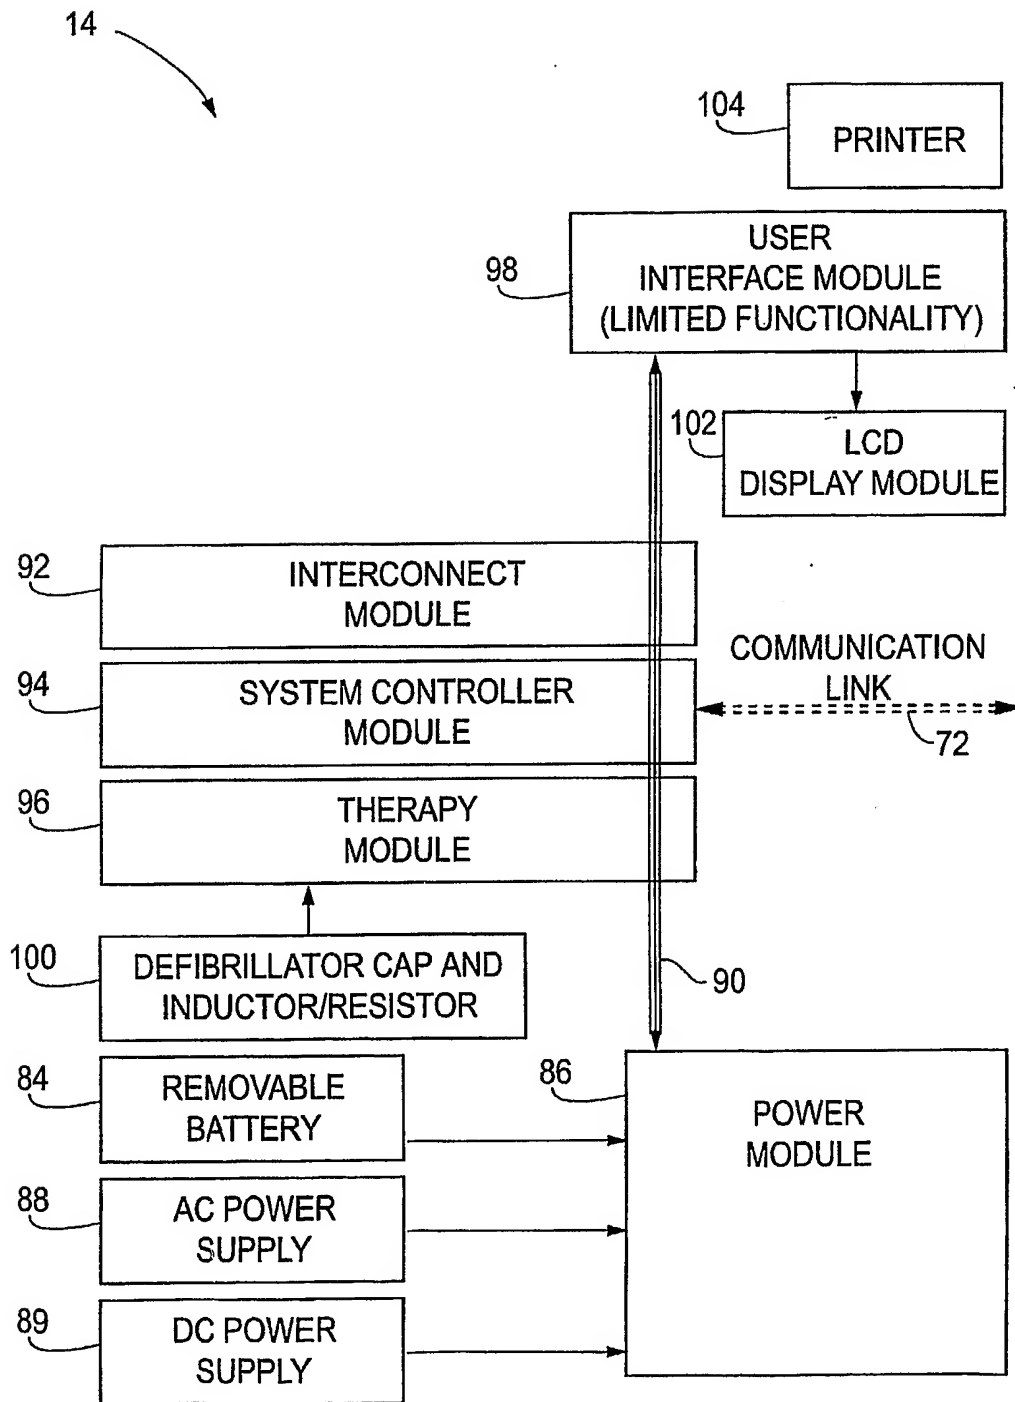 14
104
PRINTER
98
USER
INTERFACE MODULE
(LIMITED FUNCTIONALITY)
102
LCD
DISPLAY MODULE
92
INTERCONNECT
MODULE
94
SYSTEM CONTROLLER
MODULE
COMMUNICATION
LINK
72
96
THERAPY
MODULE
100
DEFIBRILLATOR CAP AND
INDUCTOR/RESISTOR
90
84
REMOVABLE
BATTERY
86
POWER
MODULE
88
AC POWER
SUPPLY
89
DC POWER
SUPPLY